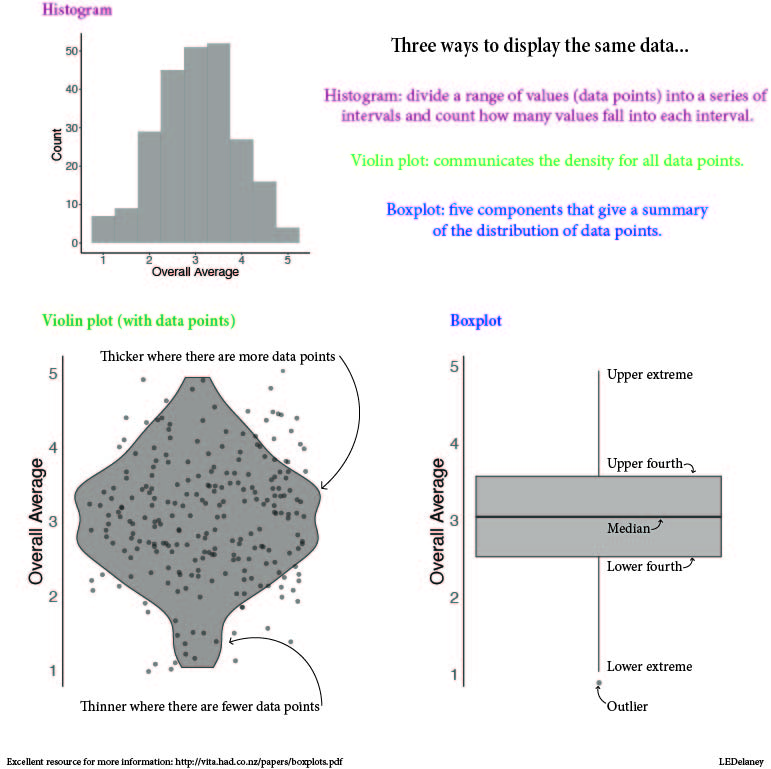 Histogram
50
40
30
20
10
0
Count
1 2 3 4 5
Overall Average
Three ways to display the same data...
Histogram: divide a range of values (data points) into a series of
intervals and count how many values fall into each interval.
Violin plot: communicates the density for all data points.
Boxplot: five components that give a summary
of the distribution of data points.
Violin plot (with data points)
Thicker where there are more data points
5
4
3
2
1
Overall Average
Thinner where there are fewer data points
Boxplot
5
4
3
2
1
Overall Average
Upper extreme
Upper fourth
Median
Lower fourth
Lower extreme
Outlier
Excellent resource for more information: http://vita.had.co.nz/papers/boxplots.pdf
LEDelaney